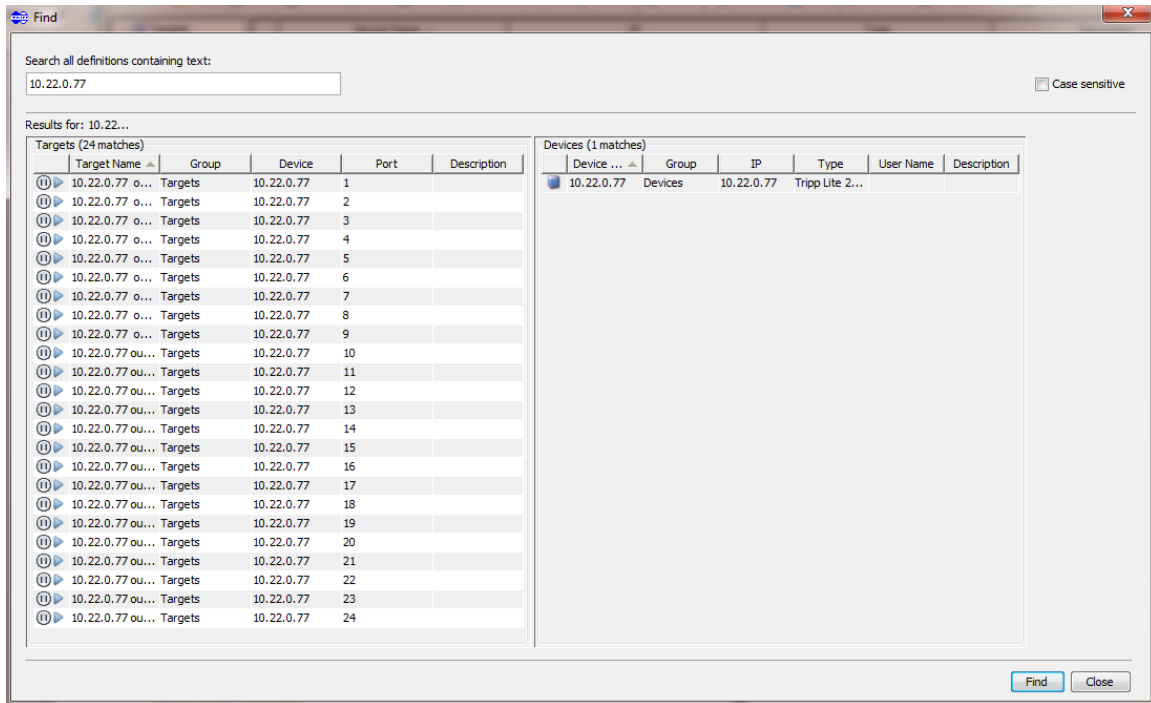 Find
Search all definitions containing text:
10.22.0.77
Case sensitive
Results for: 10.22...
Targets (24 matches)
Target Name Group Device Port Description
10.22.0.77 o... Targets 10.22.0.77 1
10.22.0.77 o... Targets 10.22.0.77 2
10.22.0.77 o... Targets 10.22.0.77 3
10.22.0.77 o... Targets 10.22.0.77 4
10.22.0.77 o... Targets 10.22.0.77 5
10.22.0.77 o... Targets 10.22.0.77 6
10.22.0.77 o... Targets 10.22.0.77 7
10.22.0.77 o... Targets 10.22.0.77 8
10.22.0.77 o... Targets 10.22.0.77 9
10.22.0.77 ou... Targets 10.22.0.77 10
10.22.0.77 ou... Targets 10.22.0.77 11
10.22.0.77 ou... Targets 10.22.0.77 12
10.22.0.77 ou... Targets 10.22.0.77 13
10.22.0.77 ou... Targets 10.22.0.77 14
10.22.0.77 ou... Targets 10.22.0.77 15
10.22.0.77 ou... Targets 10.22.0.77 16
10.22.0.77 ou... Targets 10.22.0.77 17
10.22.0.77 ou... Targets 10.22.0.77 18
10.22.0.77 ou... Targets 10.22.0.77 19
10.22.0.77 ou... Targets 10.22.0.77 20
10.22.0.77 ou... Targets 10.22.0.77 21
10.22.0.77 ou... Targets 10.22.0.77 22
10.22.0.77 ou... Targets 10.22.0.77 23
10.22.0.77 ou... Targets 10.22.0.77 24
Devices (1 matches)
Device ... Group IP Type User Name Description
10.22.0.77 Devices 10.22.0.77 Tripp Lite 2...
Find Close